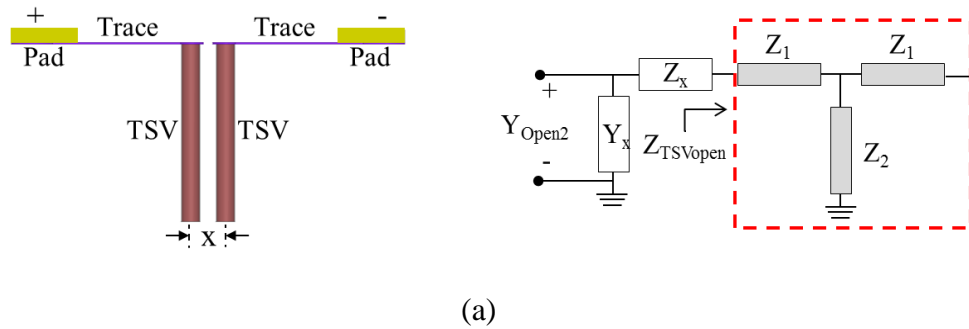 +
-
Trace
Trace
Pad
Pad
TSV
TSV
x
Z1
Z1
Zx
+
YOpen2
Yx
ZTSVopen
Z2
-
(a)